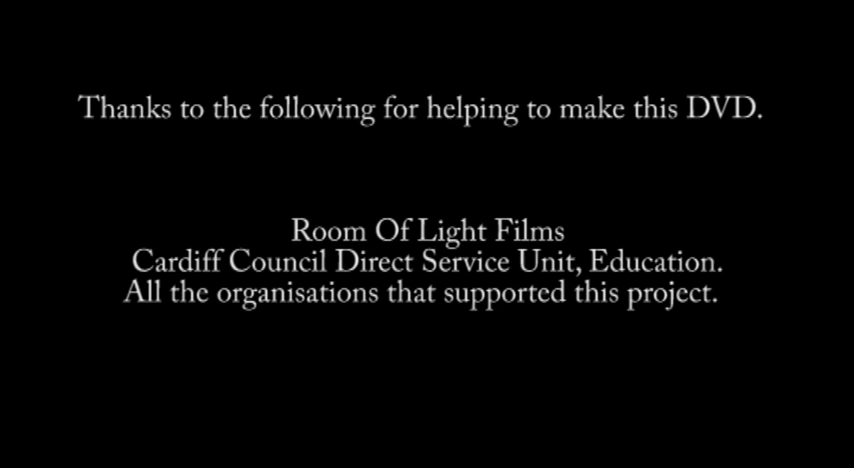 Thanks to the following for helping to make this DVD.
Room Of Light Films
Cardiff Council Direct Service Unit, Education.
All the organisations that supported this project.